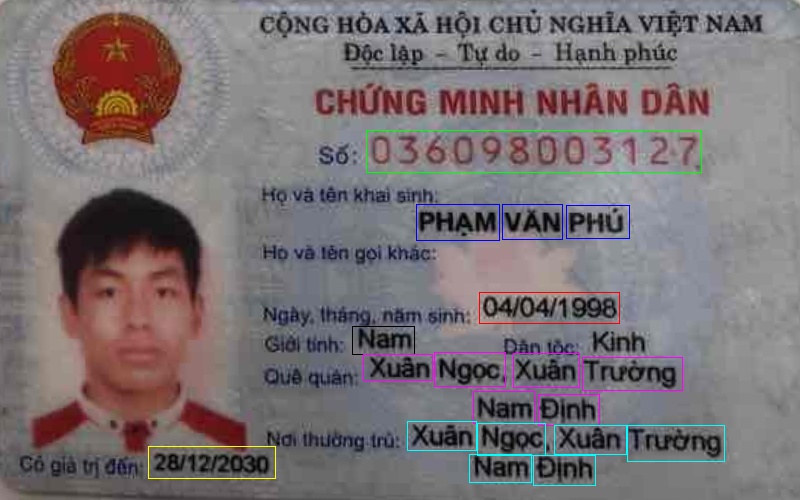 CỘNG HÒA XÃ HỘI CHỦ NGHĨA VIỆT NAM
Độc lập - Tự do - Hạnh phúc
CHỨNG MINH NHÂN DÂN
Số: 036098003127
Họ và tên khai sinh:
PHẠM VĂN PHÚ
Họ và tên gọi khác:
Ngày, tháng, năm sinh: 04/04/1998
Giới tính: Nam Dân tộc: Kinh
Quê quán: Xuân Ngọc, Xuân Trường
Nam Định
Nơi thường trú: Xuân Ngọc, Xuân Trường
Nam Định
Có giá trị đến: 28/12/2030